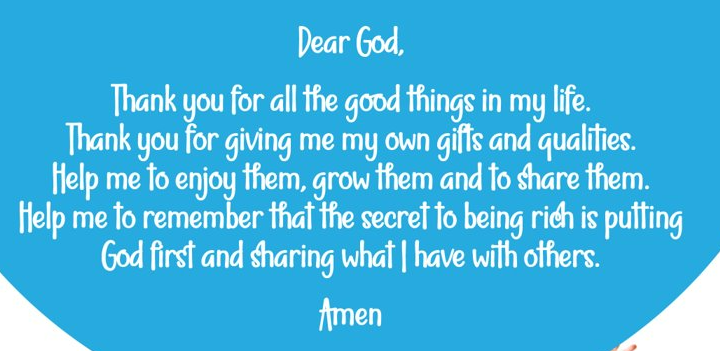 Dear God,
Thank you for all the good things in my life.
Thank you for giving me my own gifts and qualities.
Help me to enjoy them, grow them and to share them.
Help me to remember that the secret to being rich is putting
God first and sharing what I have with others.
Amen